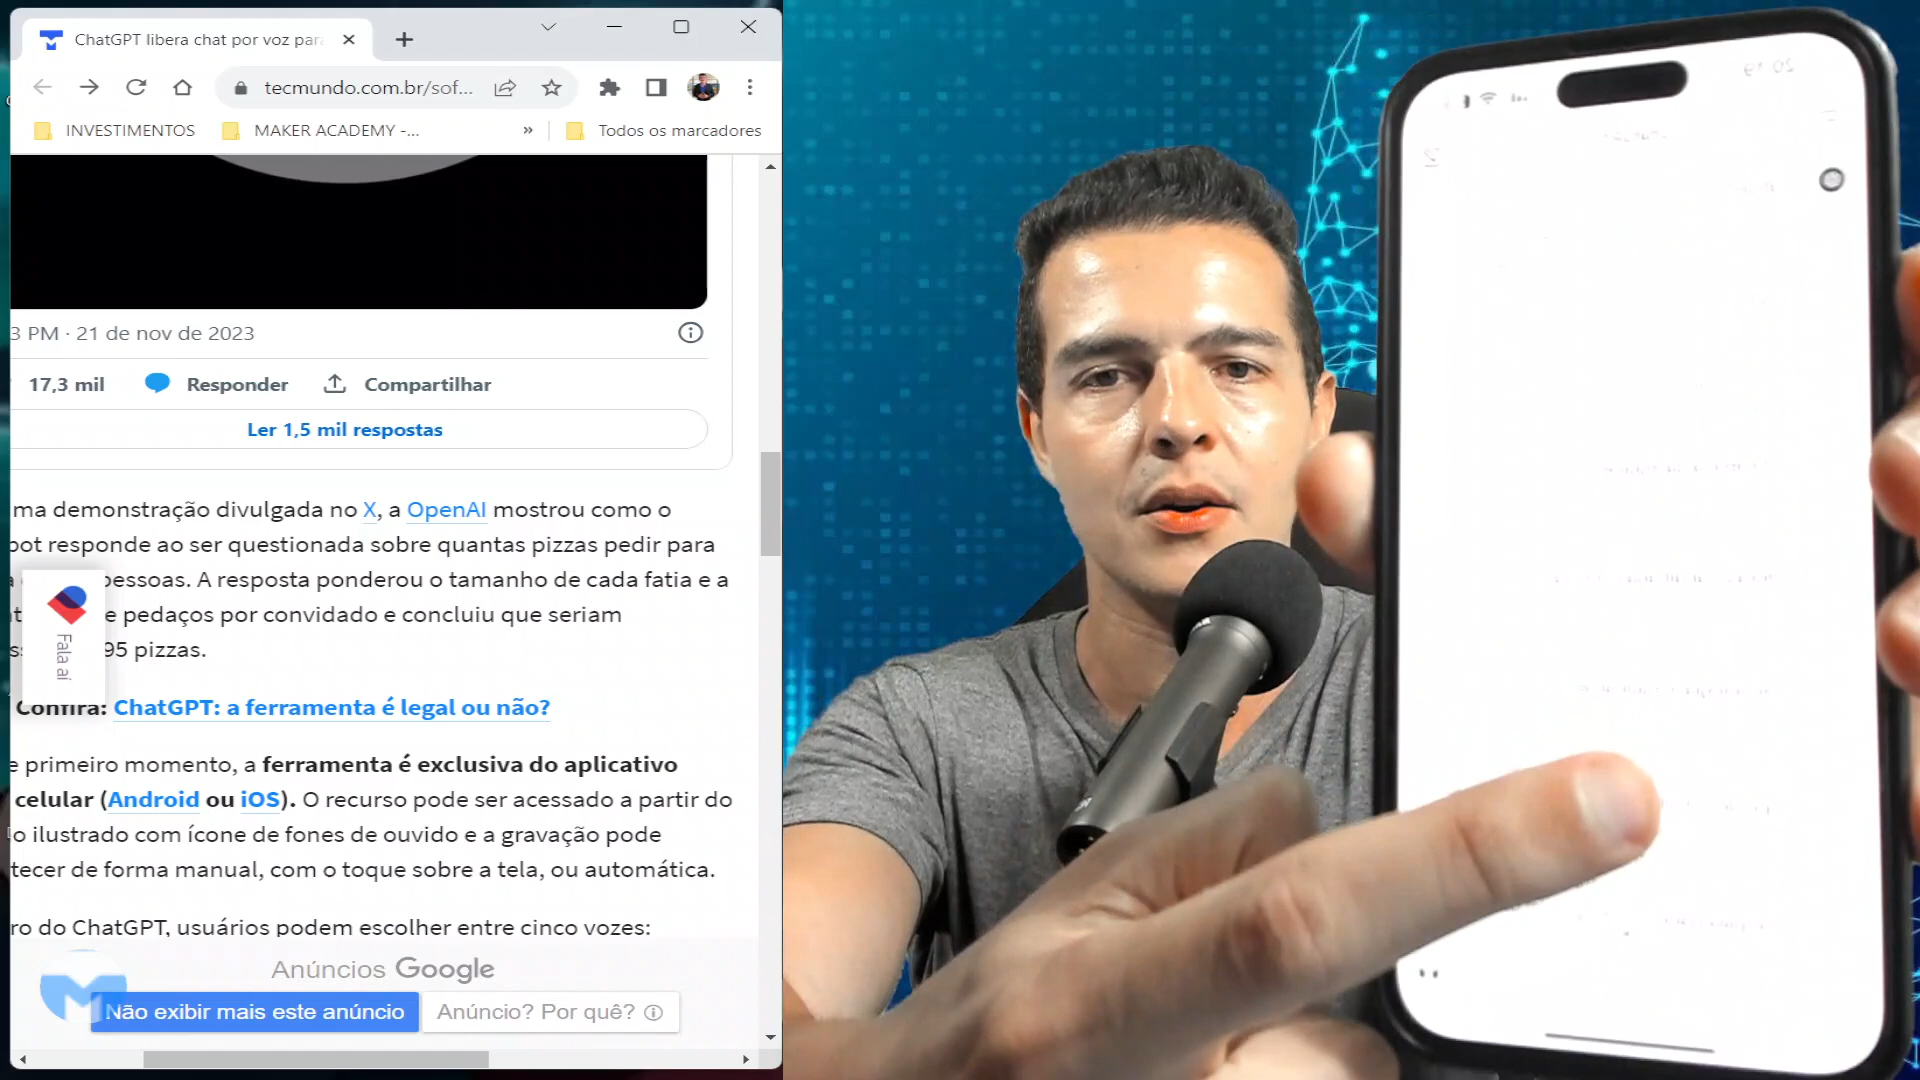 ChatGPT libera chat por voz para
tecmundo.com.br/sof...
INVESTIMENTOS
MAKER ACADEMY -...
»
Todos os marcadores
3 PM · 21 de nov de 2023
17,3 mil
Responder
Compartilhar
Ler 1,5 mil respostas
ma demonstração divulgada no X, a OpenAI mostrou como o
bot responde ao ser questionada sobre quantas pizzas pedir para
pessoas. A resposta ponderou o tamanho de cada fatia e a
e pedaços por convidado e concluiu que seriam
95 pizzas.
Fala aí
Confira: ChatGPT: a ferramenta é legal ou não?
e primeiro momento, a ferramenta é exclusiva do aplicativo
celular (Android ou iOS). O recurso pode ser acessado a partir do
o ilustrado com ícone de fones de ouvido e a gravação pode
tecer de forma manual, com o toque sobre a tela, ou automática.
ro do ChatGPT, usuários podem escolher entre cinco vozes:
Anúncios Google
Não exibir mais este anúncio
Anúncio? Por quê?